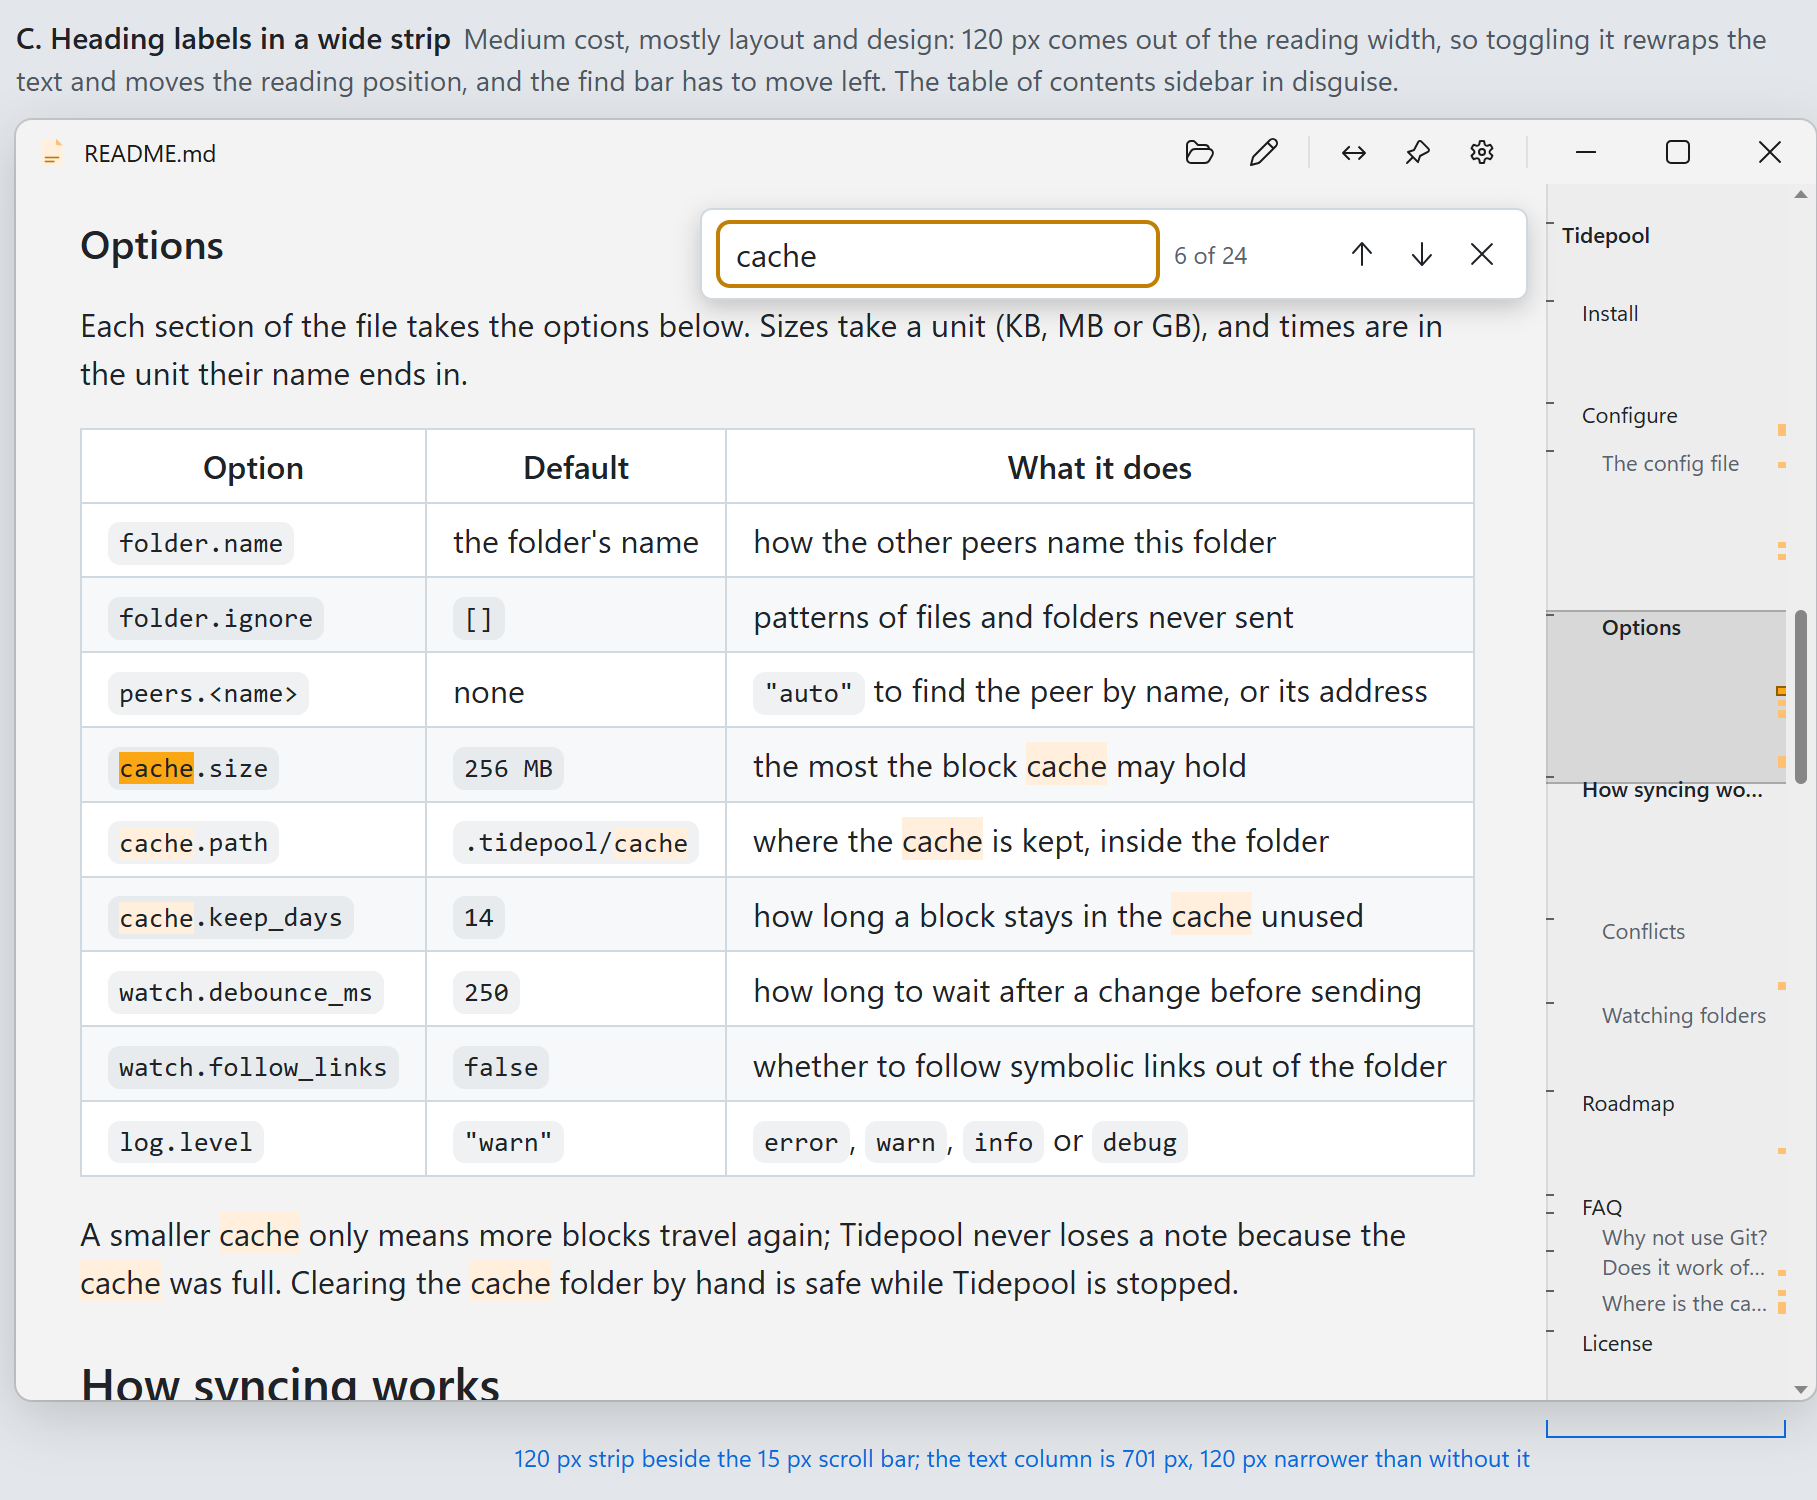 C. Heading labels in a wide strip Medium cost, mostly layout and design: 120 px comes out of the reading width, so toggling it rewraps the
text and moves the reading position, and the find bar has to move left. The table of contents sidebar in disguise.
README.md
cache
6 of 24
Options
Each section of the file takes the options below. Sizes take a unit (KB, MB or GB), and times are in
the unit their name ends in.
Option Default What it does
folder.name the folder's name how the other peers name this folder
folder.ignore [] patterns of files and folders never sent
peers.<name> none "auto" to find the peer by name, or its address
cache.size 256 MB the most the block cache may hold
cache.path .tidepool/cache where the cache is kept, inside the folder
cache.keep_days 14 how long a block stays in the cache unused
watch.debounce_ms 250 how long to wait after a change before sending
watch.follow_links false whether to follow symbolic links out of the folder
log.level "warn" error, warn, info or debug
A smaller cache only means more blocks travel again; Tidepool never loses a note because the
cache was full. Clearing the cache folder by hand is safe while Tidepool is stopped.
How syncing works
Tidepool
Install
Configure
The config file
Options
How syncing wo...
Conflicts
Watching folders
Roadmap
FAQ
Why not use Git?
Does it work of...
Where is the ca...
License
120 px strip beside the 15 px scroll bar; the text column is 701 px, 120 px narrower than without it